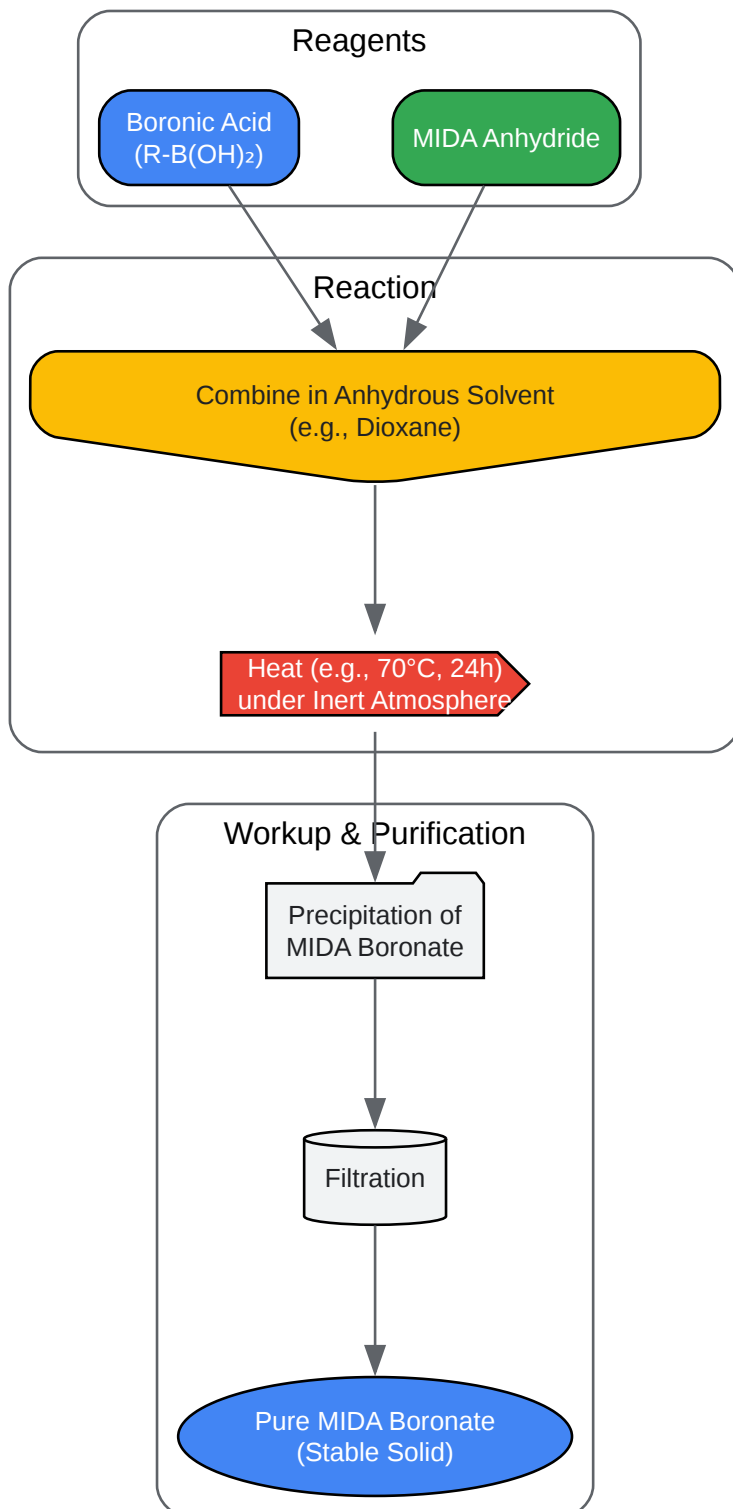 Reagents
Boronic Acid
(R-B(OH)₂)
MIDA Anhydride
Reaction
Combine in Anhydrous Solvent
(e.g., Dioxane)
Heat (e.g., 70°C, 24h)
under Inert Atmosphere
Workup & Purification
Precipitation of
MIDA Boronate
Filtration
Pure MIDA Boronate
(Stable Solid)